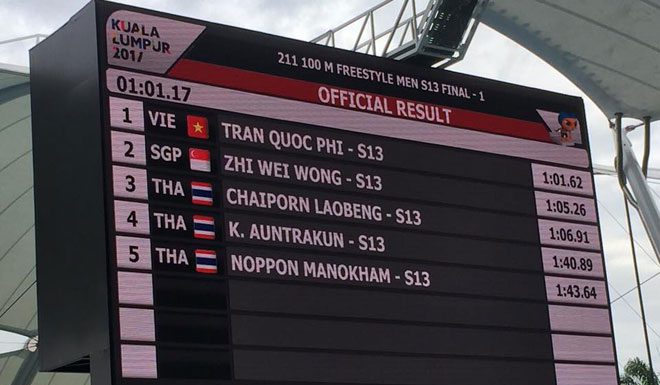 KUALA
LUMPUR
2017
211 100 M FREESTYLE MEN S13 FINAL - 1
OFFICIAL RESULT
01:01.17
1 VIE TRAN QUOC PHI - S13 1:01.62
2 SGP ZHI WEI WONG - S13 1:05.26
3 THA CHAIPORN LAOBENG - S13 1:06.91
4 THA K. AUNTRAKUN - S13 1:40.89
5 THA NOPPON MANOKHAM - S13 1:43.64